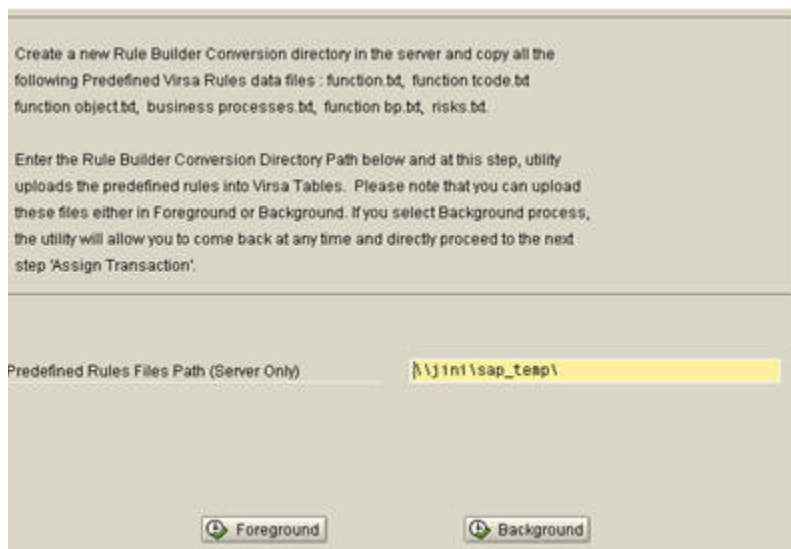 Create a new Rule Builder Conversion directory in the server and copy all the
following Predefined Virsa Rules data files : function.txt, function tcode.txt
function object.txt, business processes.txt, function bp.txt, risks.txt.
Enter the Rule Builder Conversion Directory Path below and at this step, utility
uploads the predefined rules into Virsa Tables. Please note that you can upload
these files either in Foreground or Background. If you select Background process,
the utility will allow you to come back at any time and directly proceed to the next
step 'Assign Transaction'.
Predefined Rules Files Path (Server Only)
\\jini\sap_temp\
Foreground
Background